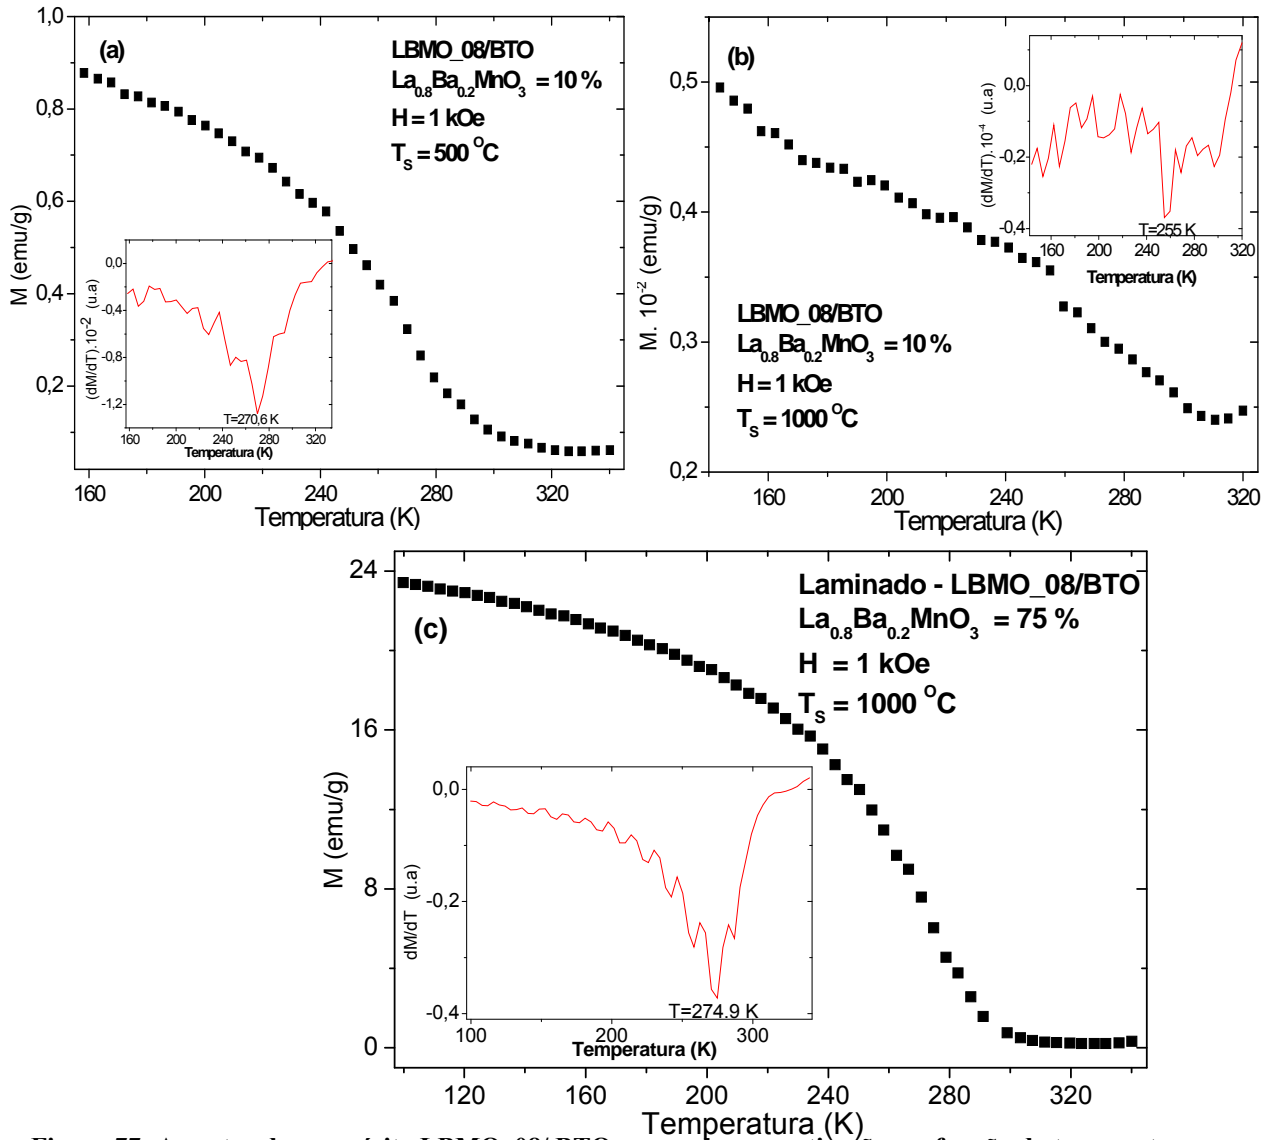 (a)
LBMO_08/BTO
La0.8Ba0.2MnO3 = 10 %
H = 1 kOe
TS = 500 OC
M (emu/g)
1,0
0,8
0,6
0,4
0,2
160 200 240 280 320
Temperatura (K)
(dM/dT).10-2 (u.a)
0,0
-0,4
-0,8
-1,2
T=270,6 K
160 200 240 280 320
Temperatura (K)
(b)
LBMO_08/BTO
La0.8Ba0.2MnO3 = 10 %
H = 1 kOe
TS = 1000 OC
M. 10-2 (emu/g)
0,5
0,4
0,3
0,2
160 200 240 280 320
Temperatura (K)
(dM/dT).10-4 (u.a)
0,0
-0,2
-0,4
T=255 K
160 200 240 280 320
Temperatura (K)
(c)
Laminado - LBMO_08/BTO
La0.8Ba0.2MnO3 = 75 %
H = 1 kOe
TS = 1000 OC
M (emu/g)
24
16
8
0
120 160 200 240 280 320
Temperatura (K)
dM/dT (u.a)
0,0
-0,2
-0,4
T=274.9 K
100 200 300
Temperatura (K)